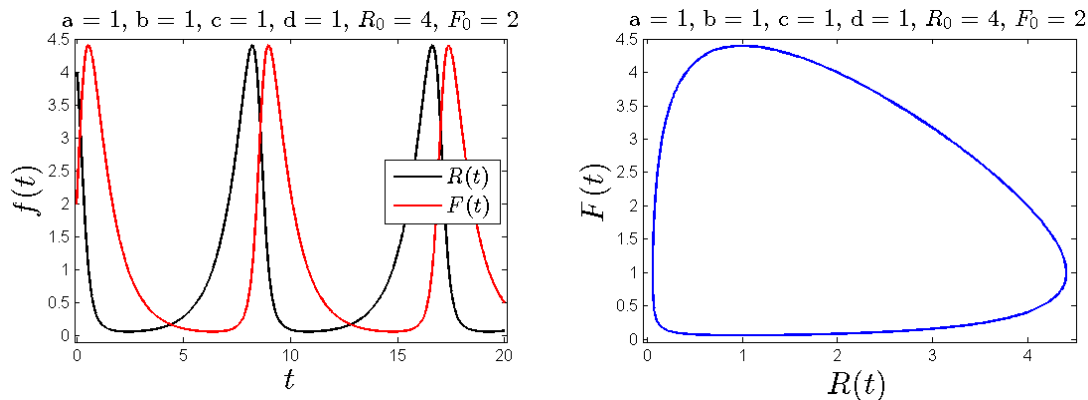 a = 1, b = 1, c = 1, d = 1, R₀ = 4, F₀ = 2
4.5
4
3.5
3
2.5
2
1.5
1
0.5
0
f(t)
R(t)
F(t)
0 5 10 15 20
t
a = 1, b = 1, c = 1, d = 1, R₀ = 4, F₀ = 2
4.5
4
3.5
3
2.5
2
1.5
1
0.5
0
F(t)
0 1 2 3 4
R(t)